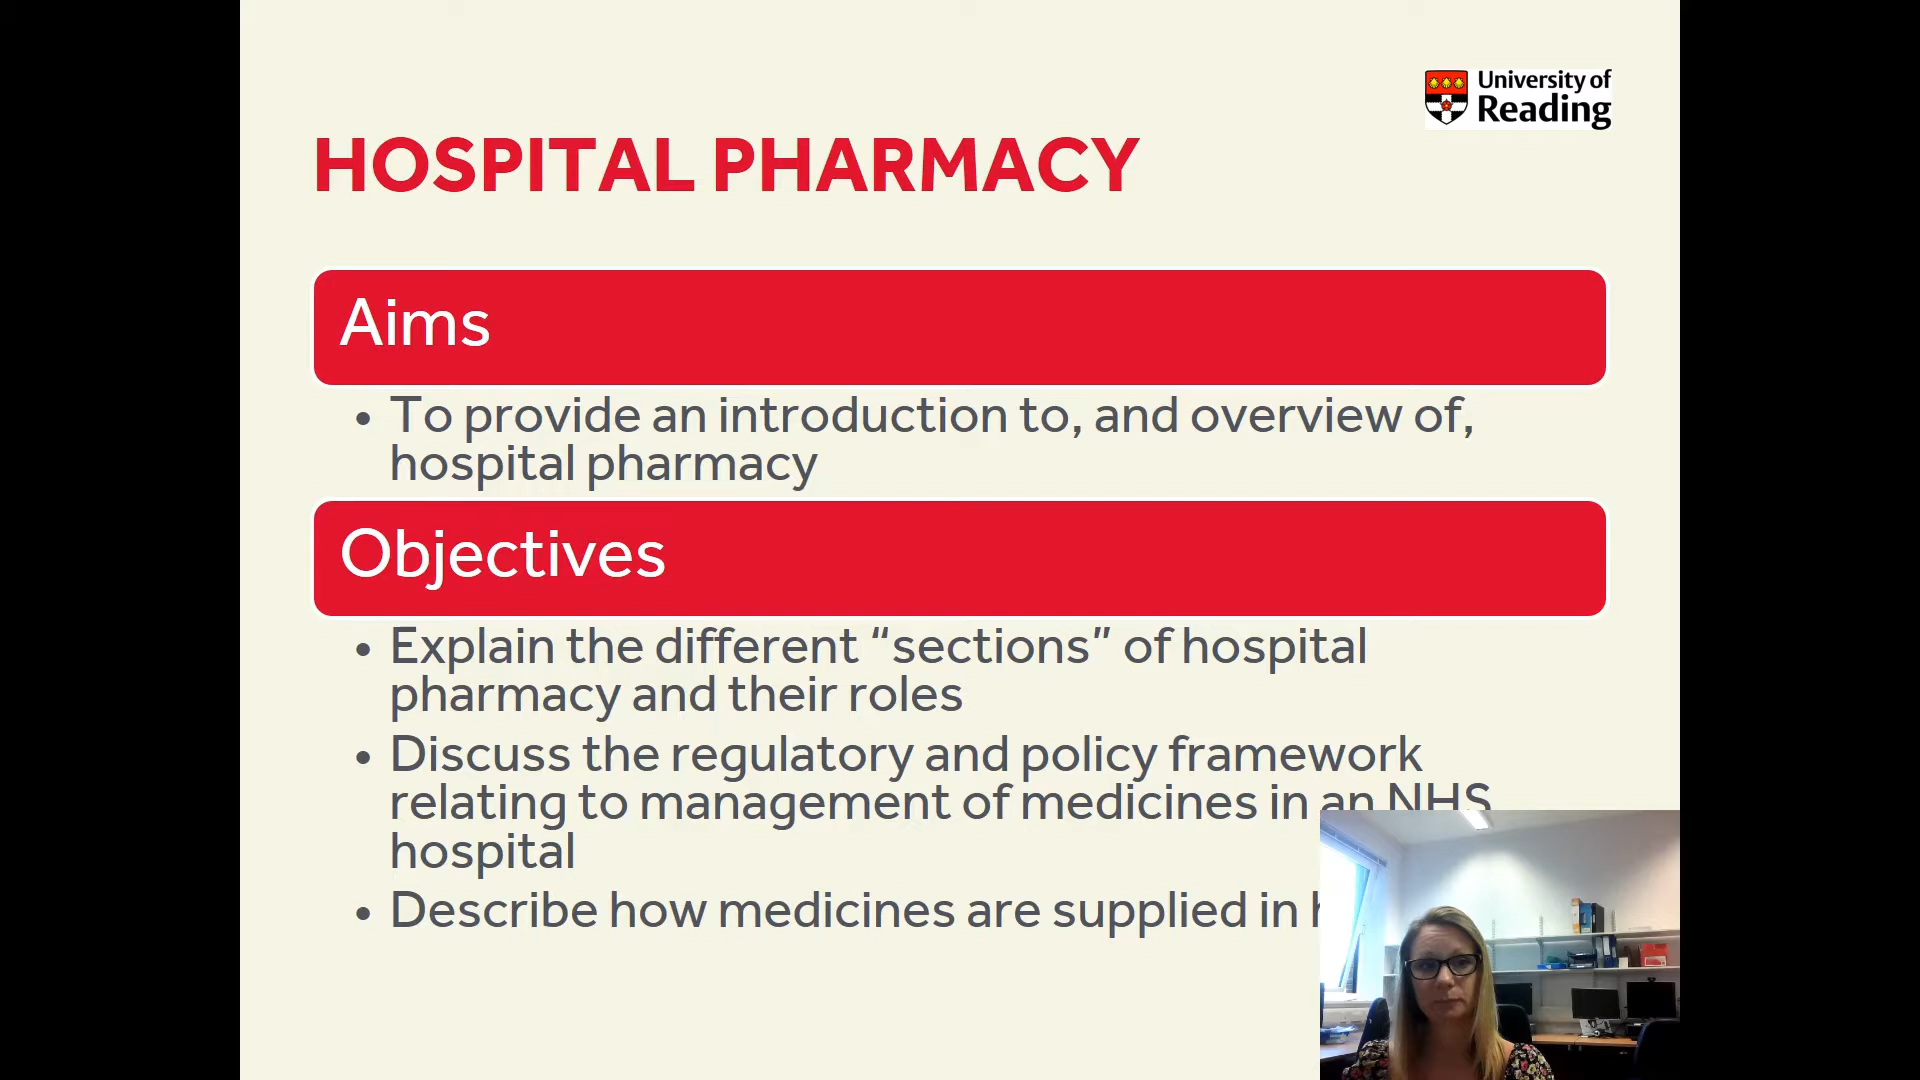 University of
Reading
HOSPITAL PHARMACY
Aims
• To provide an introduction to, and overview of,
hospital pharmacy
Objectives
• Explain the different “sections” of hospital
pharmacy and their roles
• Discuss the regulatory and policy framework
relating to management of medicines in an NHS
hospital
• Describe how medicines are supplied in